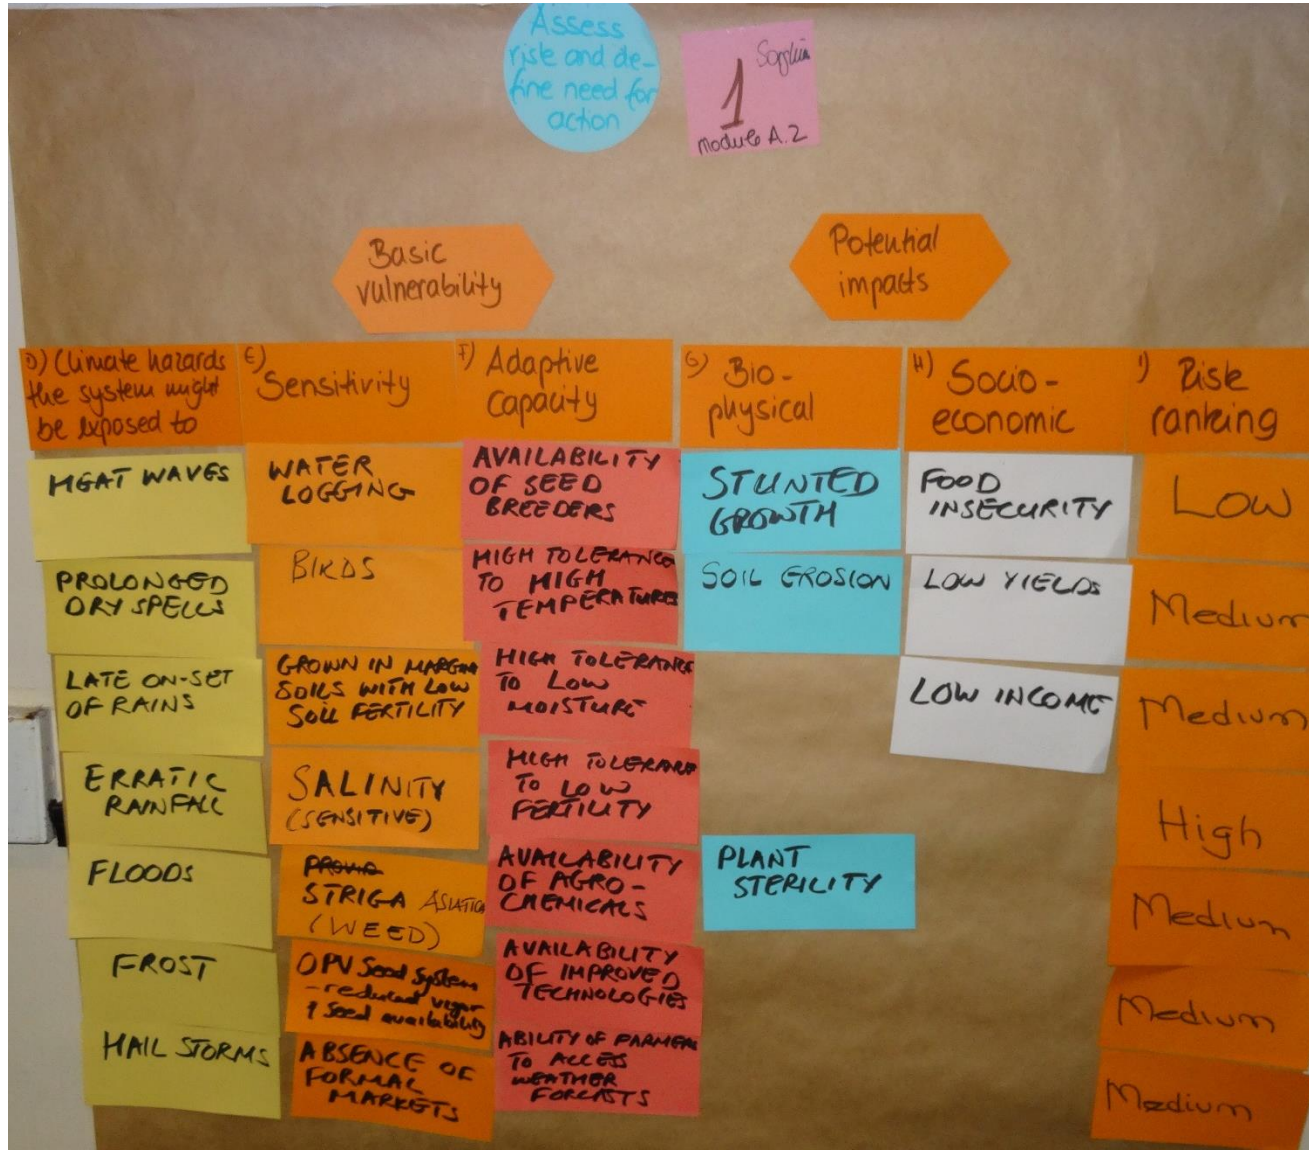 Assess
risk and de-
fine need for
action
1
module A.2
Basic
vulnerability
Potential
impacts
D) Climate hazards
the system might
be exposed to
E)
Sensitivity
F) Adaptive
capacity
G) Bio-
physical
H) Socio-
economic
I) Risk
ranking
HEAT WAVES
PROLONGED
DRY SPELLS
LATE ON-SET
OF RAINS
ERRATIC
RAINFALL
FLOODS
FROST
HAIL STORMS
WATER
LOGGING
BIRDS
GROWN IN MARGIN
SOILS WITH LOW
SOIL FERTILITY
SALINITY
(SENSITIVE)
STRIGA ASIATICA
(WEED)
OPV Seed System
- reduced vigor
& seed availability
ABSENCE OF
FORMAL
MARKETS
AVAILABILITY
OF SEED
BREEDERS
HIGH TOLERANCE
TO HIGH
TEMPERATURES
HIGH TOLERANCE
TO LOW
MOISTURE
HIGH TOLERANCE
TO LOW
FERTILITY
AVAILABILITY
OF AGRO-
CHEMICALS
AVAILABILITY
OF IMPROVED
TECHNOLOGIES
ABILITY OF FARMERS
TO ACCESS
WEATHER
FORCASTS
STUNTED
GROWTH
SOIL EROSION
PLANT
STERILITY
FOOD
INSECURITY
LOW YIELDS
LOW INCOME
Low
Medium
Medium
High
Medium
Medium
Medium